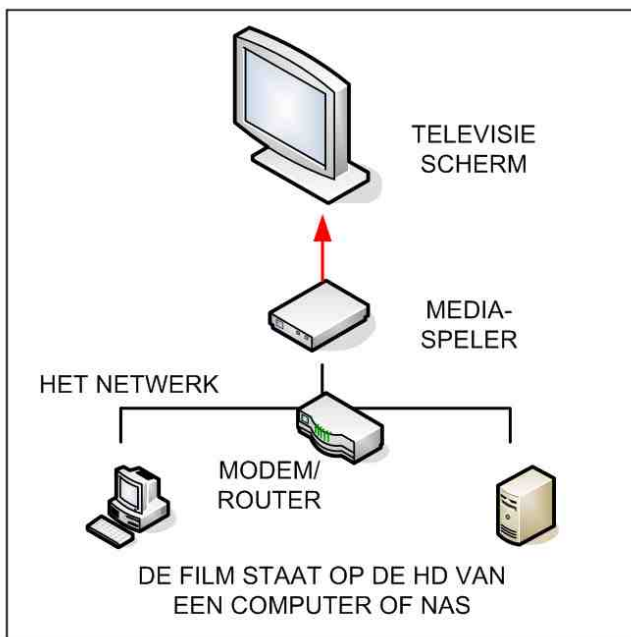 TELEVISIE
SCHERM
MEDIA-
SPELER
HET NETWERK
MODEM/
ROUTER
DE FILM STAAT OP DE HD VAN
EEN COMPUTER OF NAS